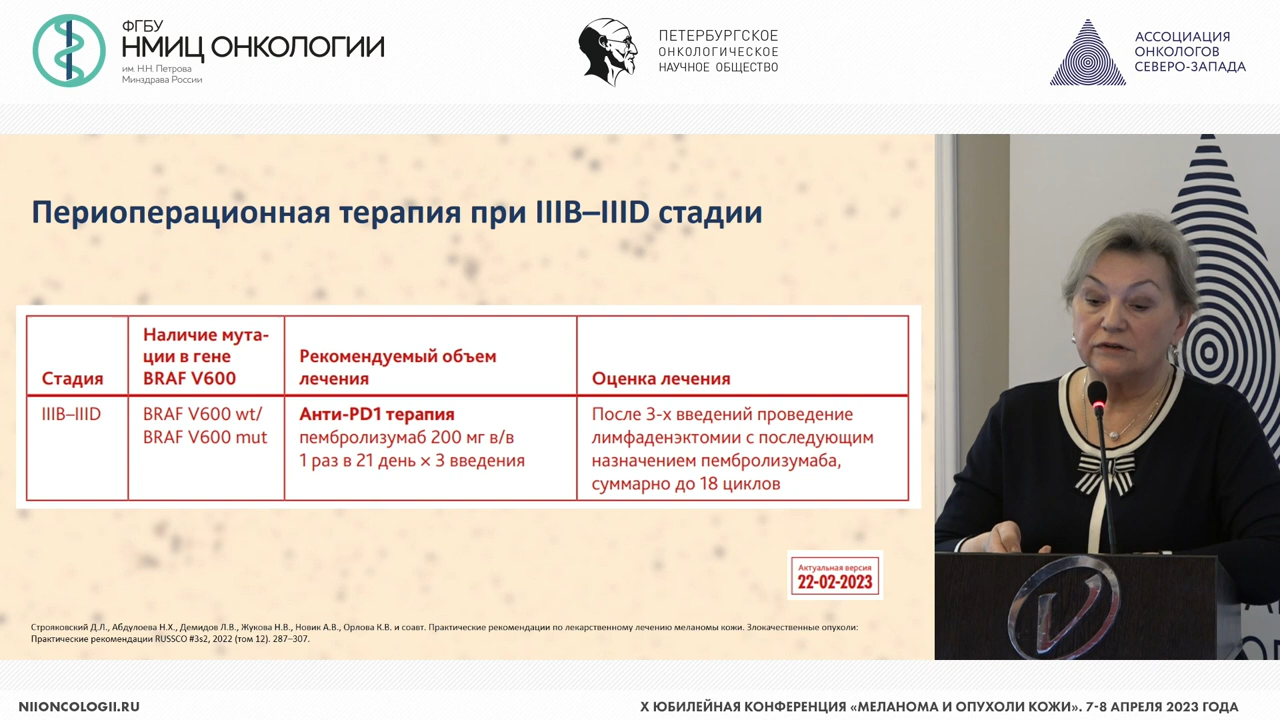 ФГБУ
НМИЦ ОНКОЛОГИИ
им. Н.Н. Петрова
Минздрава России
ПЕТЕРБУРГСКОЕ
ОНКОЛОГИЧЕСКОЕ
НАУЧНОЕ ОБЩЕСТВО
АССОЦИАЦИЯ
ОНКОЛОГОВ
СЕВЕРО-ЗАПАДА
Периоперационная терапия при IIIB–IIID стадии
Стадия
Наличие мута-
ции в гене
BRAF V600
Рекомендуемый объем
лечения
Оценка лечения
IIIB–IIID
BRAF V600 wt/
BRAF V600 mut
Анти-PD1 терапия
пембролизумаб 200 мг в/в
1 раз в 21 день × 3 введения
После 3-х введений проведение
лимфаденэктомии с последующим
назначением пембролизумаба,
суммарно до 18 циклов
Актуальная версия
22-02-2023
Строяковский Д.Л., Абдулоева Н.Х., Демидов Л.В., Жукова Н.В., Новик А.В., Орлова К.В. и соавт. Практические рекомендации по лекарственному лечению меланомы кожи. Злокачественные опухоли:
Практические рекомендации RUSSCO #3s2, 2022 (том 12). 287–307.
NIIONCOLOGII.RU
X ЮБИЛЕЙНАЯ КОНФЕРЕНЦИЯ «МЕЛАНОМА И ОПУХОЛИ КОЖИ». 7-8 АПРЕЛЯ 2023 ГОДА